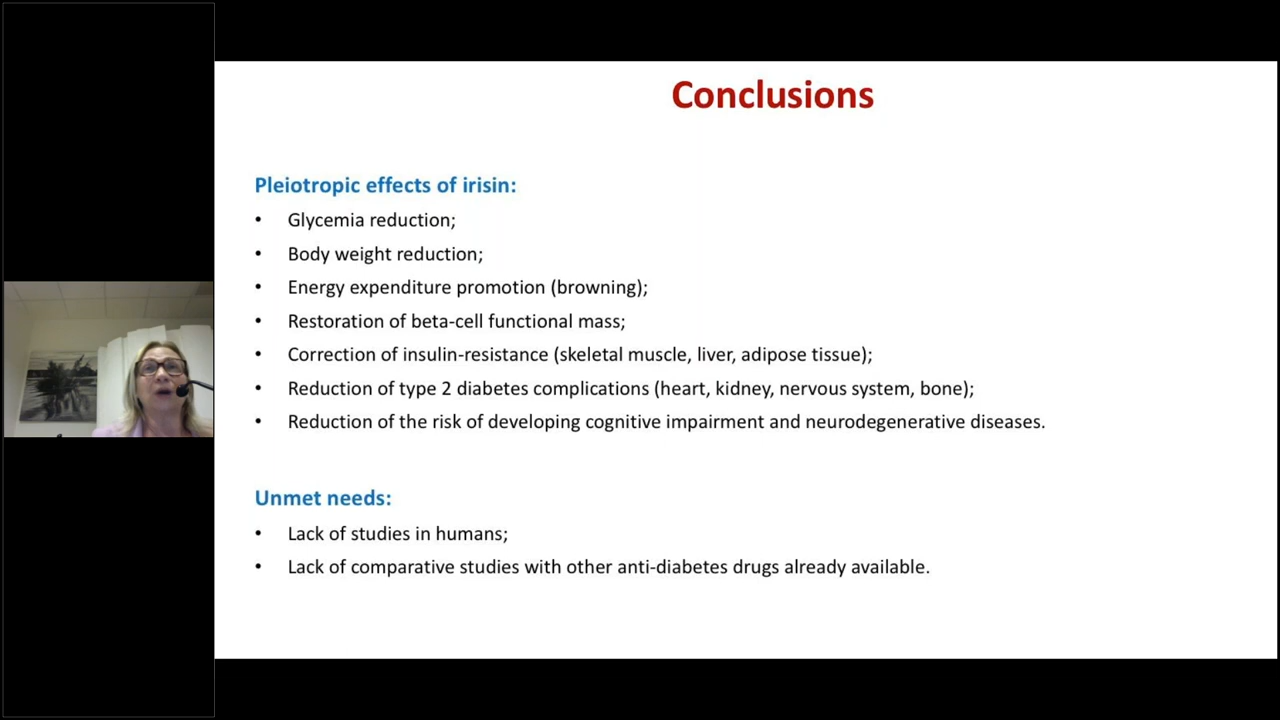 Conclusions
Pleiotropic effects of irisin:
• Glycemia reduction;
• Body weight reduction;
• Energy expenditure promotion (browning);
• Restoration of beta-cell functional mass;
• Correction of insulin-resistance (skeletal muscle, liver, adipose tissue);
• Reduction of type 2 diabetes complications (heart, kidney, nervous system, bone);
• Reduction of the risk of developing cognitive impairment and neurodegenerative diseases.
Unmet needs:
• Lack of studies in humans;
• Lack of comparative studies with other anti-diabetes drugs already available.